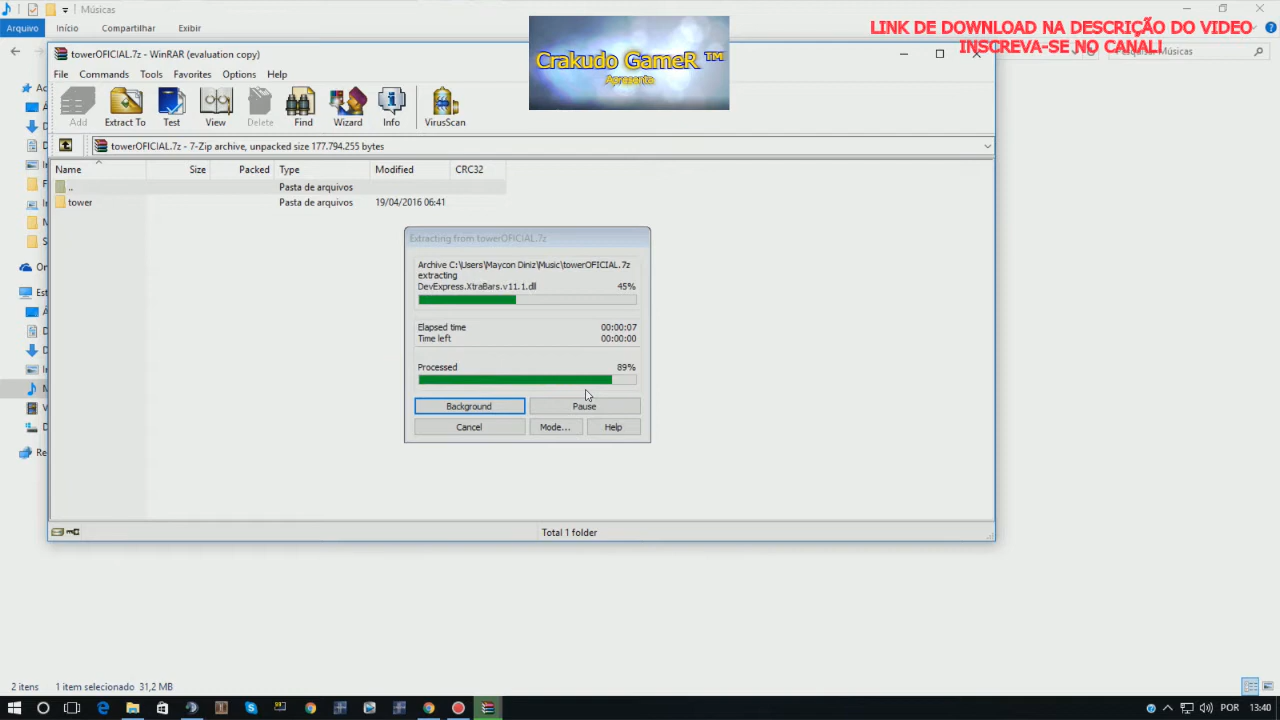 Músicas
Arquivo
Início
Compartilhar
Exibir
LINK DE DOWNLOAD NA DESCRIÇÃO DO VIDEO
INSCREVA-SE NO CANAL!
Músicas
Crakudo GameR ™
Apresenta
towerOFICIAL.7z - WinRAR (evaluation copy)
File Commands Tools Favorites Options Help
Add Extract To Test View Delete Find Wizard Info VirusScan
towerOFICIAL.7z - 7-Zip archive, unpacked size 177.794.255 bytes
Name Size Packed Type Modified CRC32
.. Pasta de arquivos
tower Pasta de arquivos 19/04/2016 06:41
Extracting from towerOFICIAL.7z
Archive C:\Users\Maycon Diniz\Music\towerOFICIAL.7z
extracting
DevExpress.XtraBars.v11.1.dll 45%
Elapsed time 00:00:07
Time left 00:00:00
Processed 89%
Background Pause
Cancel Mode... Help
Total 1 folder
2 itens 1 item selecionado 31,2 MB
POR 13:40